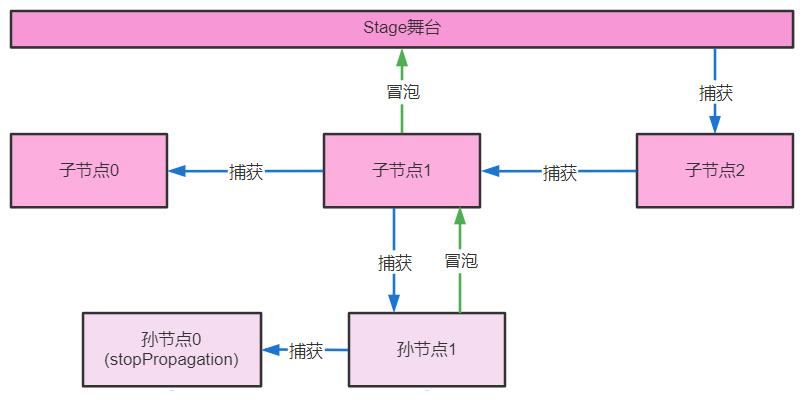 Stage舞台
冒泡
捕获
子节点0
捕获
子节点1
捕获
子节点2
捕获
冒泡
孙节点0
(stopPropagation)
捕获
孙节点1